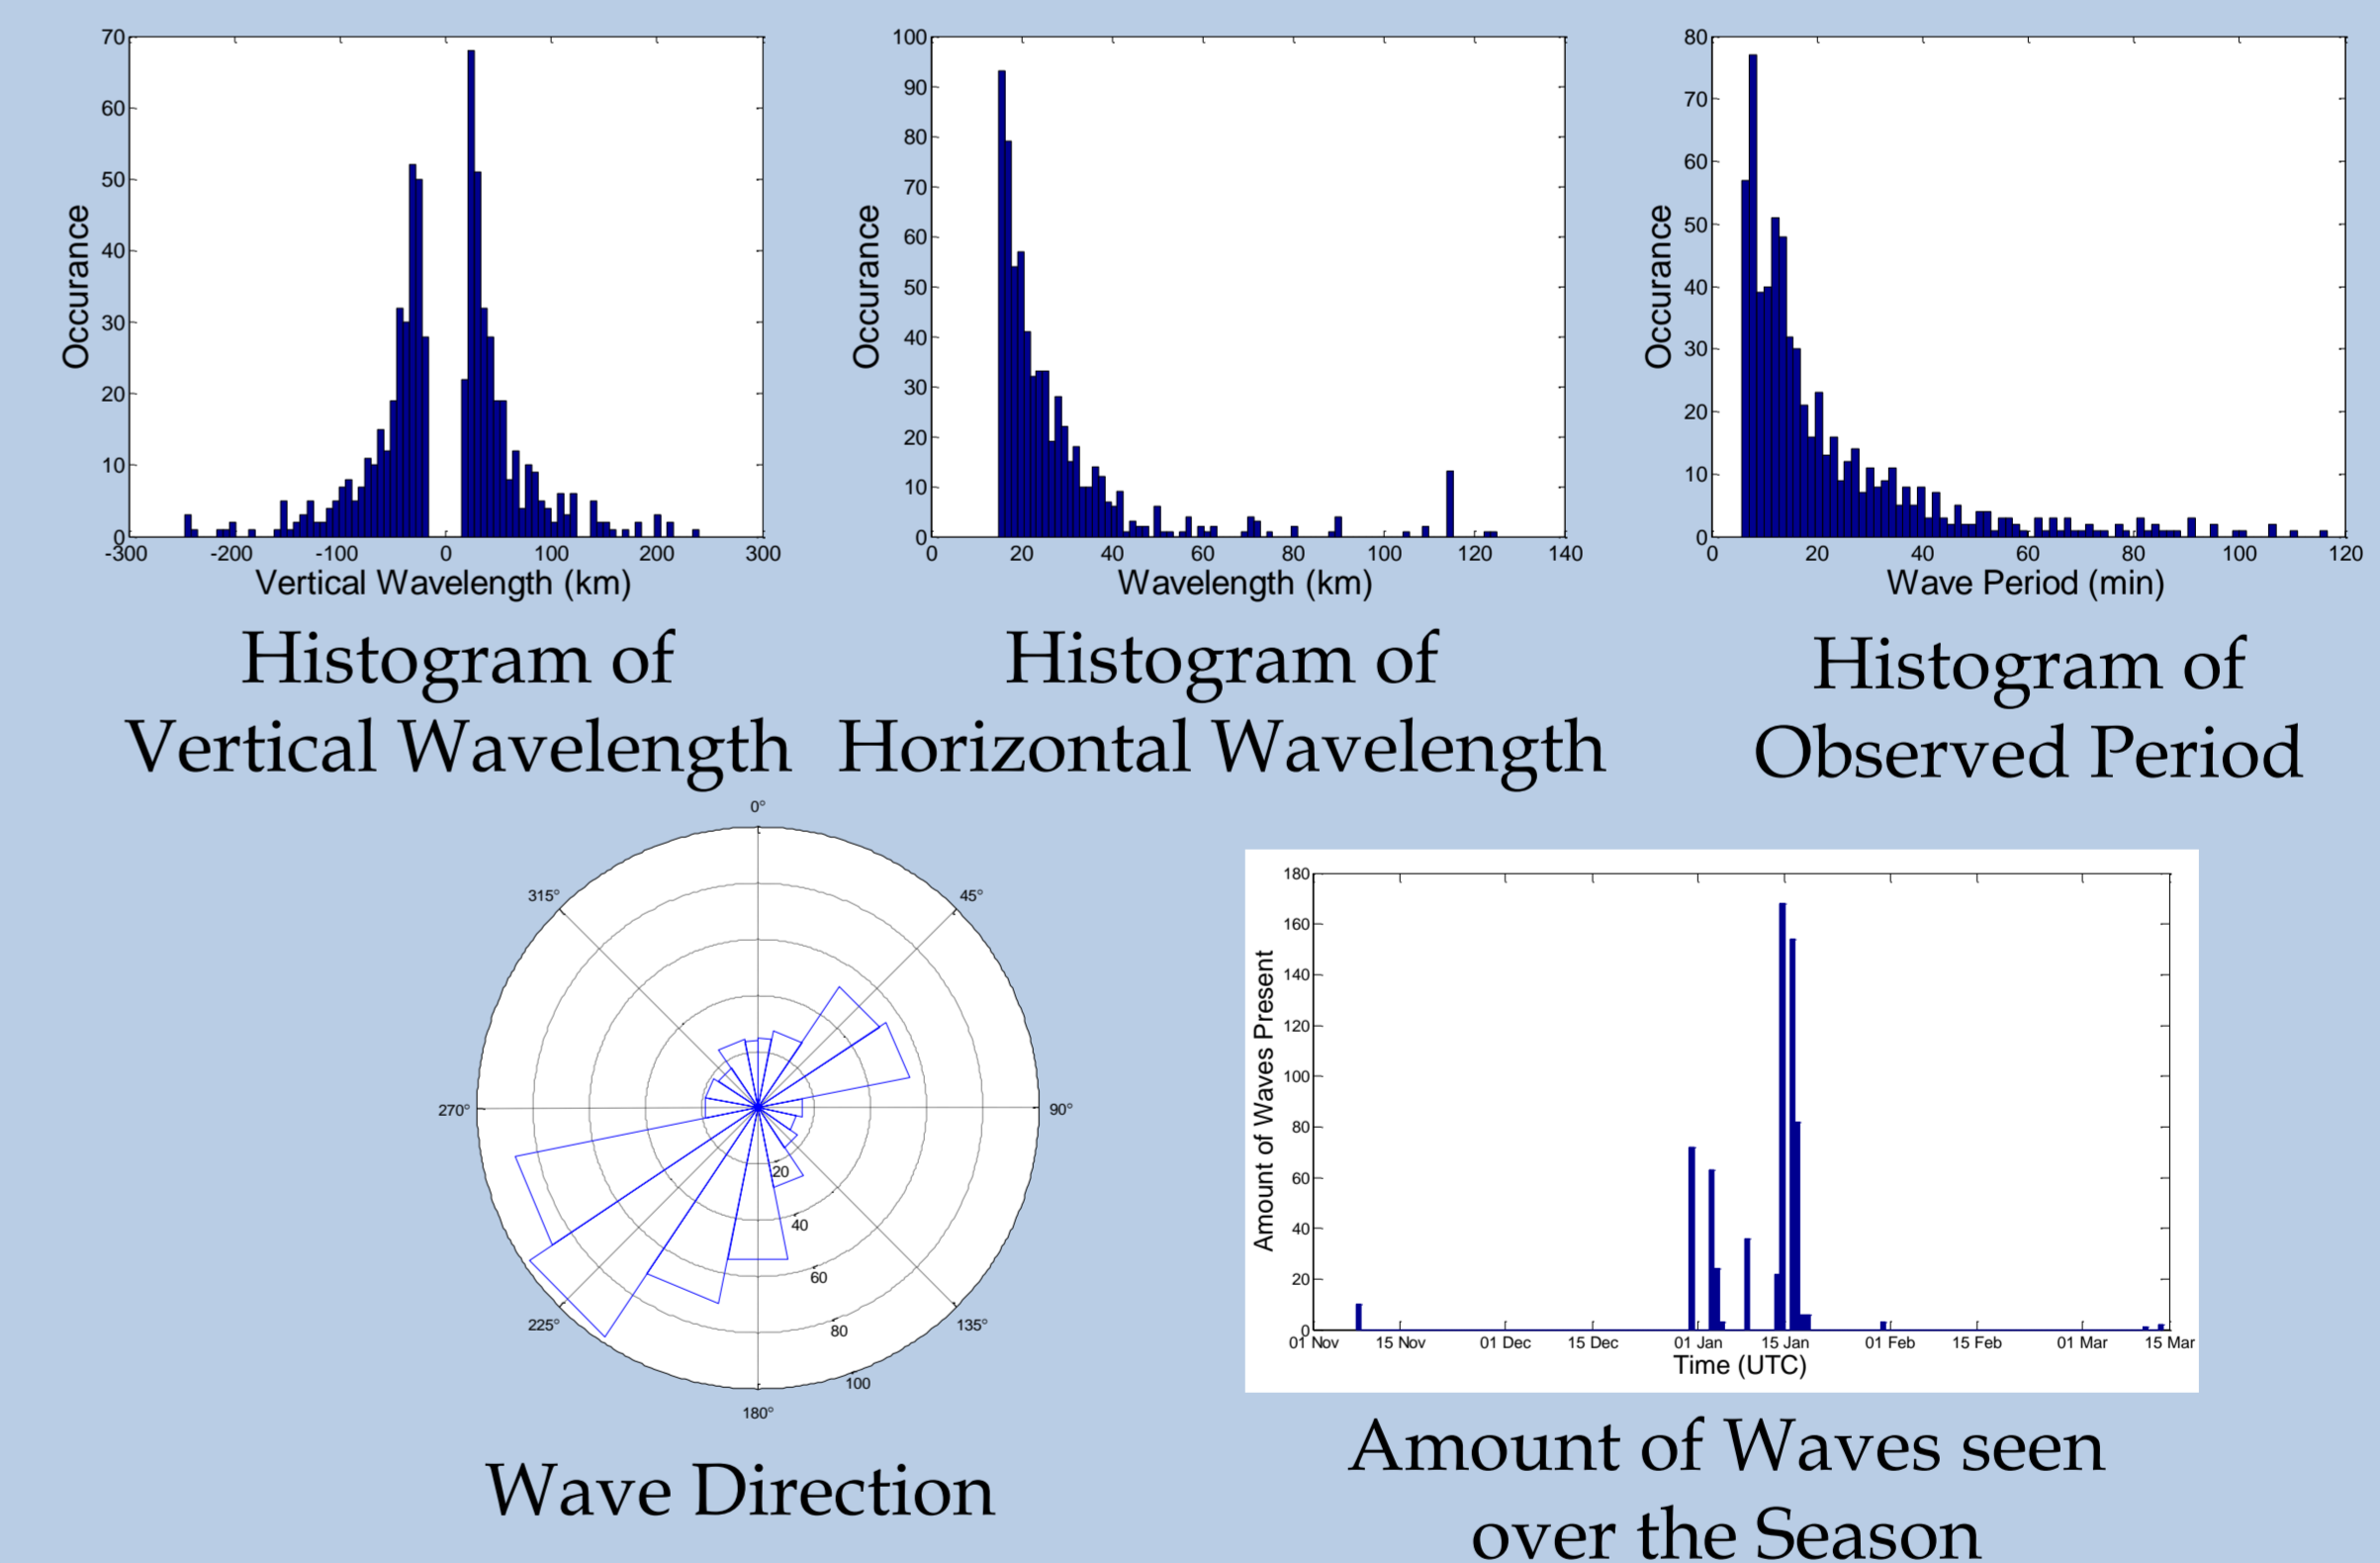 70
60
50
40
30
20
10
0
Occurance
-300 -200 -100 0 100 200 300
Vertical Wavelength (km)
Histogram of
Vertical Wavelength
100
90
80
70
60
50
40
30
20
10
0
Occurance
0 20 40 60 80 100 120 140
Wavelength (km)
Histogram of
Horizontal Wavelength
80
70
60
50
40
30
20
10
0
Occurance
0 20 40 60 80 100 120
Wave Period (min)
Histogram of
Observed Period
0°
315° 45°
270° 90°
20
40
60
80
100
225° 135°
180°
Wave Direction
180
160
140
120
100
80
60
40
20
0
Amount of Waves Present
01 Nov 15 Nov 01 Dec 15 Dec 01 Jan 15 Jan 01 Feb 15 Feb 01 Mar 15 Mar
Time (UTC)
Amount of Waves seen
over the Season